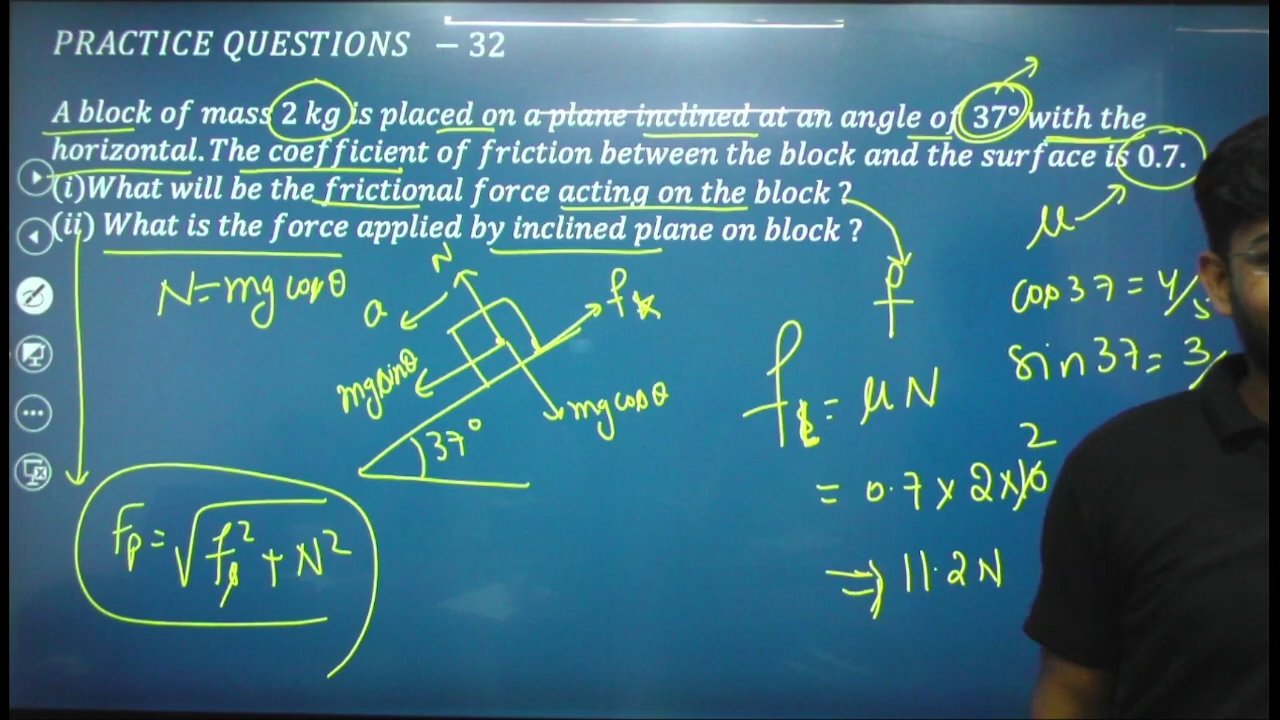 PRACTICE QUESTIONS – 32
A block of mass 2 kg is placed on a plane inclined at an angle of 37° with the
horizontal. The coefficient of friction between the block and the surface is 0.7.
(i)What will be the frictional force acting on the block ?
(ii) What is the force applied by inclined plane on block ?
N = mg cosθ
N
a
mg sinθ
mg cosθ
37°
μ
cos 37 = 4/5
sin 37 = 3/
= μN
= 0.7 × 2 × 10
2
⇒ 11.2 N